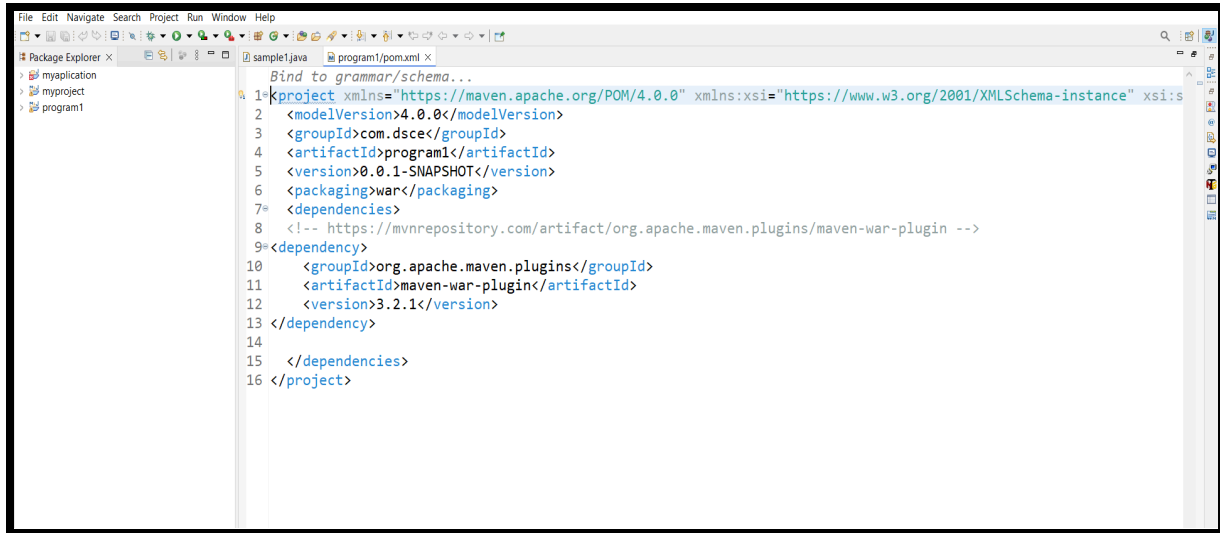 File Edit Navigate Search Project Run Window Help
Package Explorer
sample1.java
program1/pom.xml
myaplication
myproject
program1
Bind to grammar/schema...
1 <project xmlns="https://maven.apache.org/POM/4.0.0" xmlns:xsi="https://www.w3.org/2001/XMLSchema-instance" xsi:s
2 <modelVersion>4.0.0</modelVersion>
3 <groupId>com.dsce</groupId>
4 <artifactId>program1</artifactId>
5 <version>0.0.1-SNAPSHOT</version>
6 <packaging>war</packaging>
7 <dependencies>
8 <!-- https://mvnrepository.com/artifact/org.apache.maven.plugins/maven-war-plugin -->
9 <dependency>
10 <groupId>org.apache.maven.plugins</groupId>
11 <artifactId>maven-war-plugin</artifactId>
12 <version>3.2.1</version>
13 </dependency>
14
15 </dependencies>
16 </project>